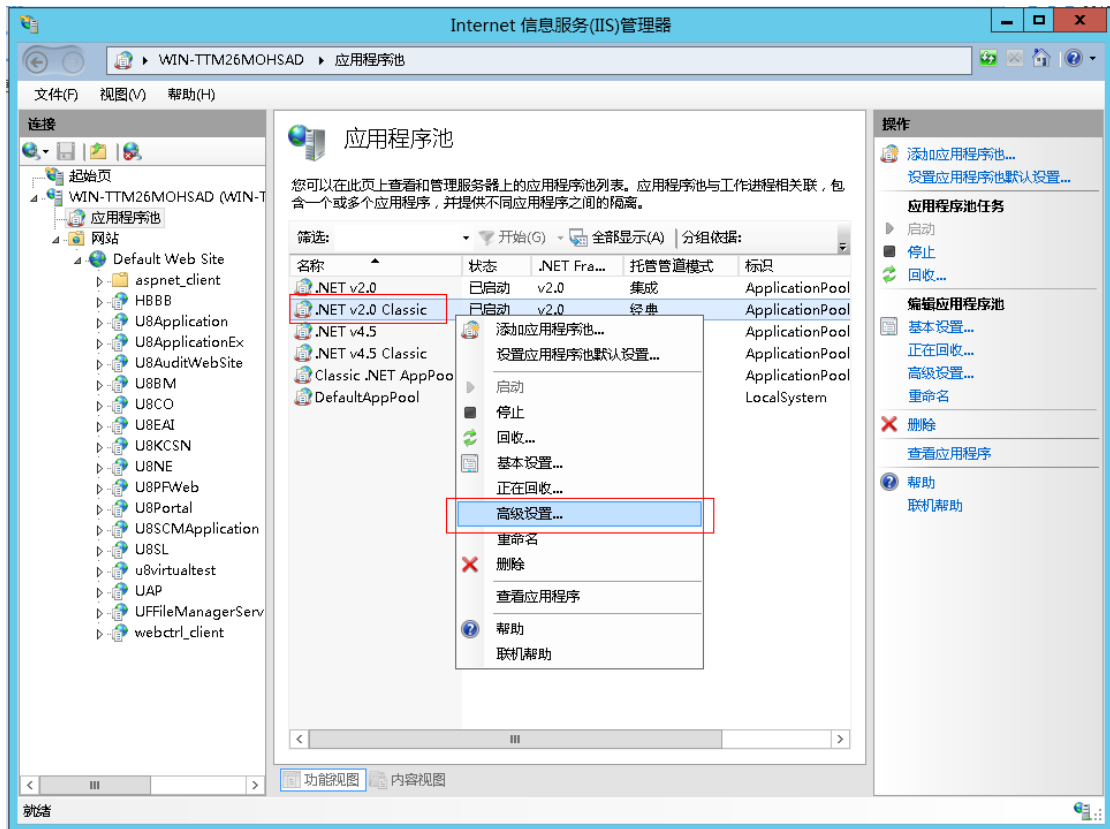 Internet 信息服务(IIS)管理器
WIN-TTM26MOHSAD 应用程序池
文件(F) 视图(V) 帮助(H)
连接
起始页
WIN-TTM26MOHSAD (WIN-T
应用程序池
网站
Default Web Site
aspnet_client
HBBB
U8Application
U8ApplicationEx
U8AuditWebSite
U8BM
U8CO
U8EAI
U8KCSN
U8NE
U8PFWeb
U8Portal
U8SCMApplication
U8SL
u8virtualtest
UAP
UFFileManagerServ
webctrl_client
应用程序池
您可以在此页上查看和管理服务器上的应用程序池列表。应用程序池与工作进程相关联，包
含一个或多个应用程序，并提供不同应用程序之间的隔离。
筛选: 开始(G) 全部显示(A) 分组依据:
名称 状态 .NET Fra... 托管管道模式 标识
.NET v2.0 已启动 v2.0 集成 ApplicationPool
.NET v2.0 Classic 已启动 v2.0 经典 ApplicationPool
.NET v4.5 ApplicationPool
.NET v4.5 Classic ApplicationPool
Classic .NET AppPoo ApplicationPool
DefaultAppPool LocalSystem
添加应用程序池...
设置应用程序池默认设置...
启动
停止
回收...
基本设置...
正在回收...
高级设置...
重命名
删除
查看应用程序
帮助
联机帮助
功能视图 内容视图
操作
添加应用程序池...
设置应用程序池默认设置...
应用程序池任务
启动
停止
回收...
编辑应用程序池
基本设置...
正在回收...
高级设置...
重命名
删除
查看应用程序
帮助
联机帮助
就绪